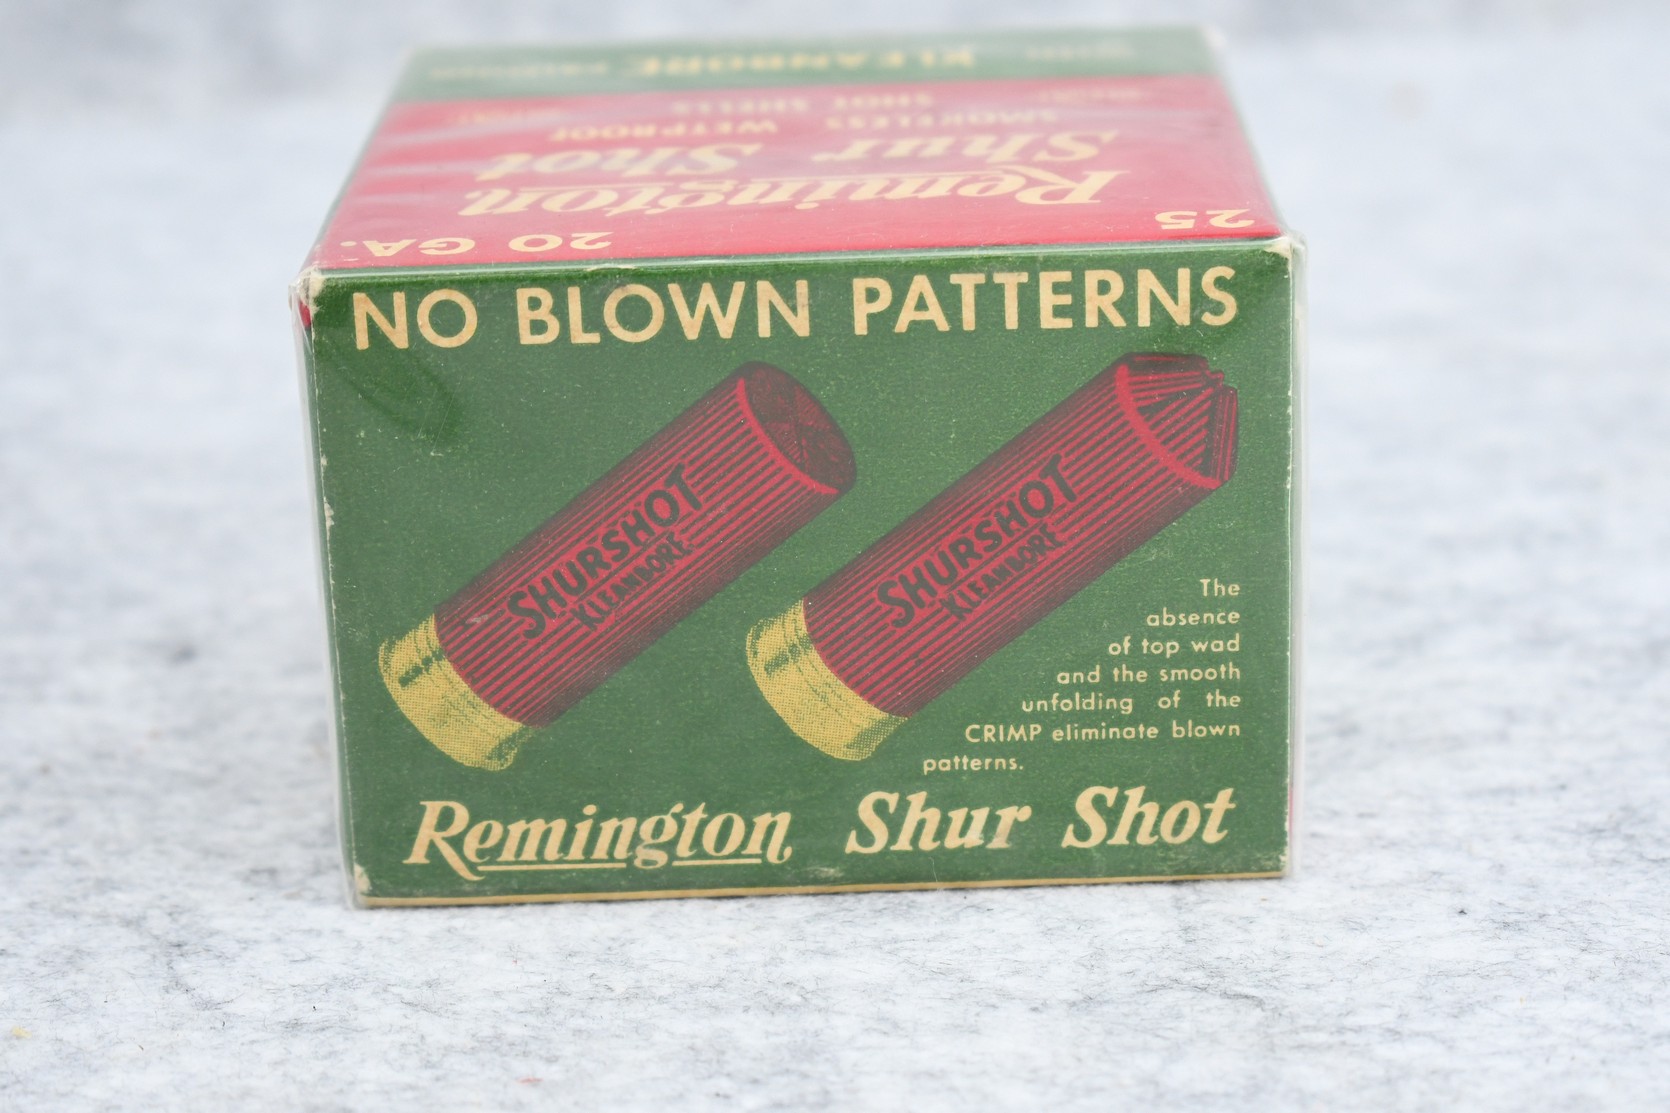 KLEANBORE PRIMING
SMOKELESS WETPROOF
SHOT SHELLS
Remington
Shur Shot
25 20 GA.
NO BLOWN PATTERNS
SHURSHOT
KLEANBORE
SHURSHOT
KLEANBORE
The
absence
of top wad
and the smooth
unfolding of the
CRIMP eliminate blown
patterns.
Remington Shur Shot